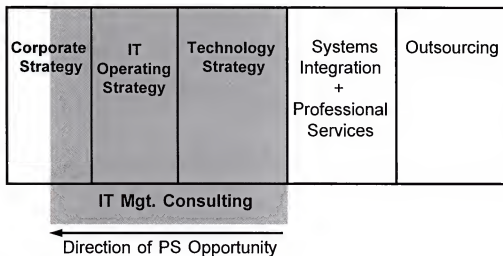 Corporate
Strategy
IT
Operating
Strategy
Technology
Strategy
Systems
Integration
+
Professional
Services
Outsourcing
IT Mgt. Consulting
Direction of PS Opportunity